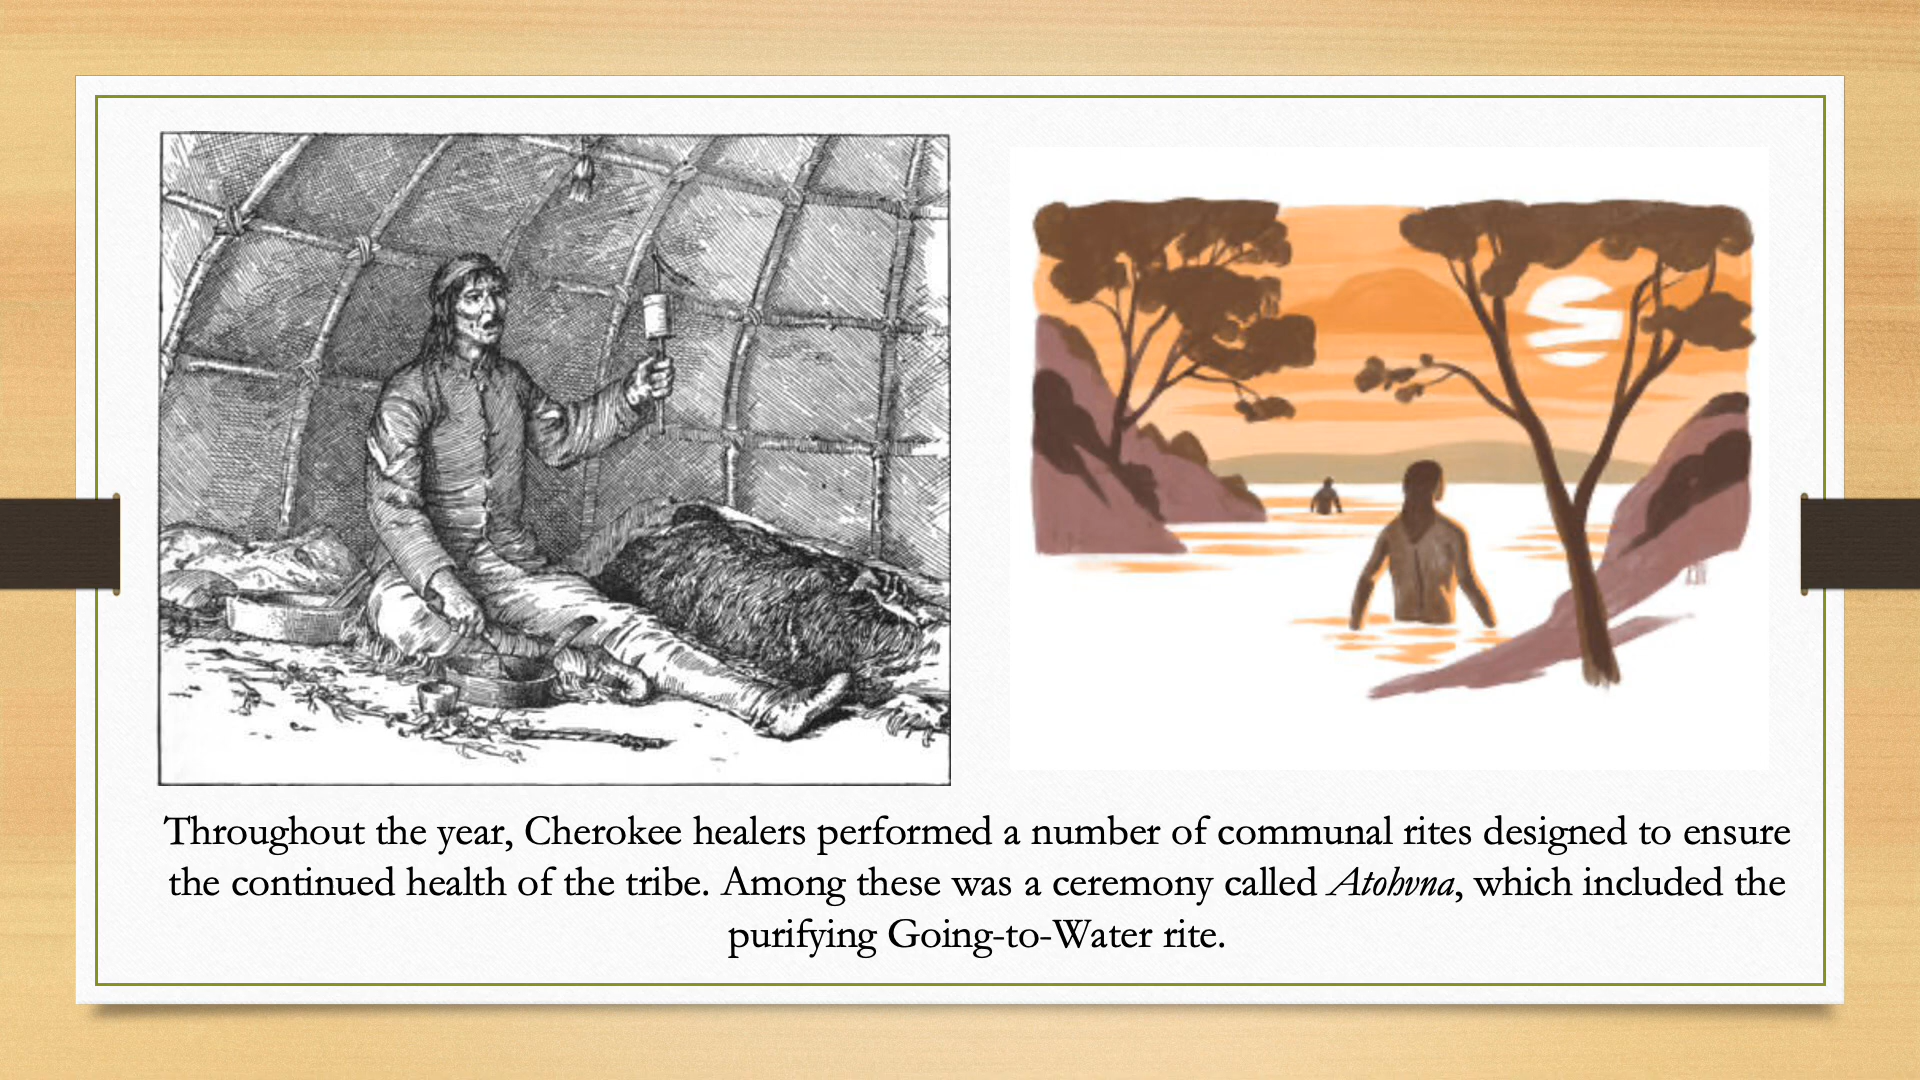 Throughout the year, Cherokee healers performed a number of communal rites designed to ensure
the continued health of the tribe. Among these was a ceremony called Atohvna, which included the
purifying Going-to-Water rite.